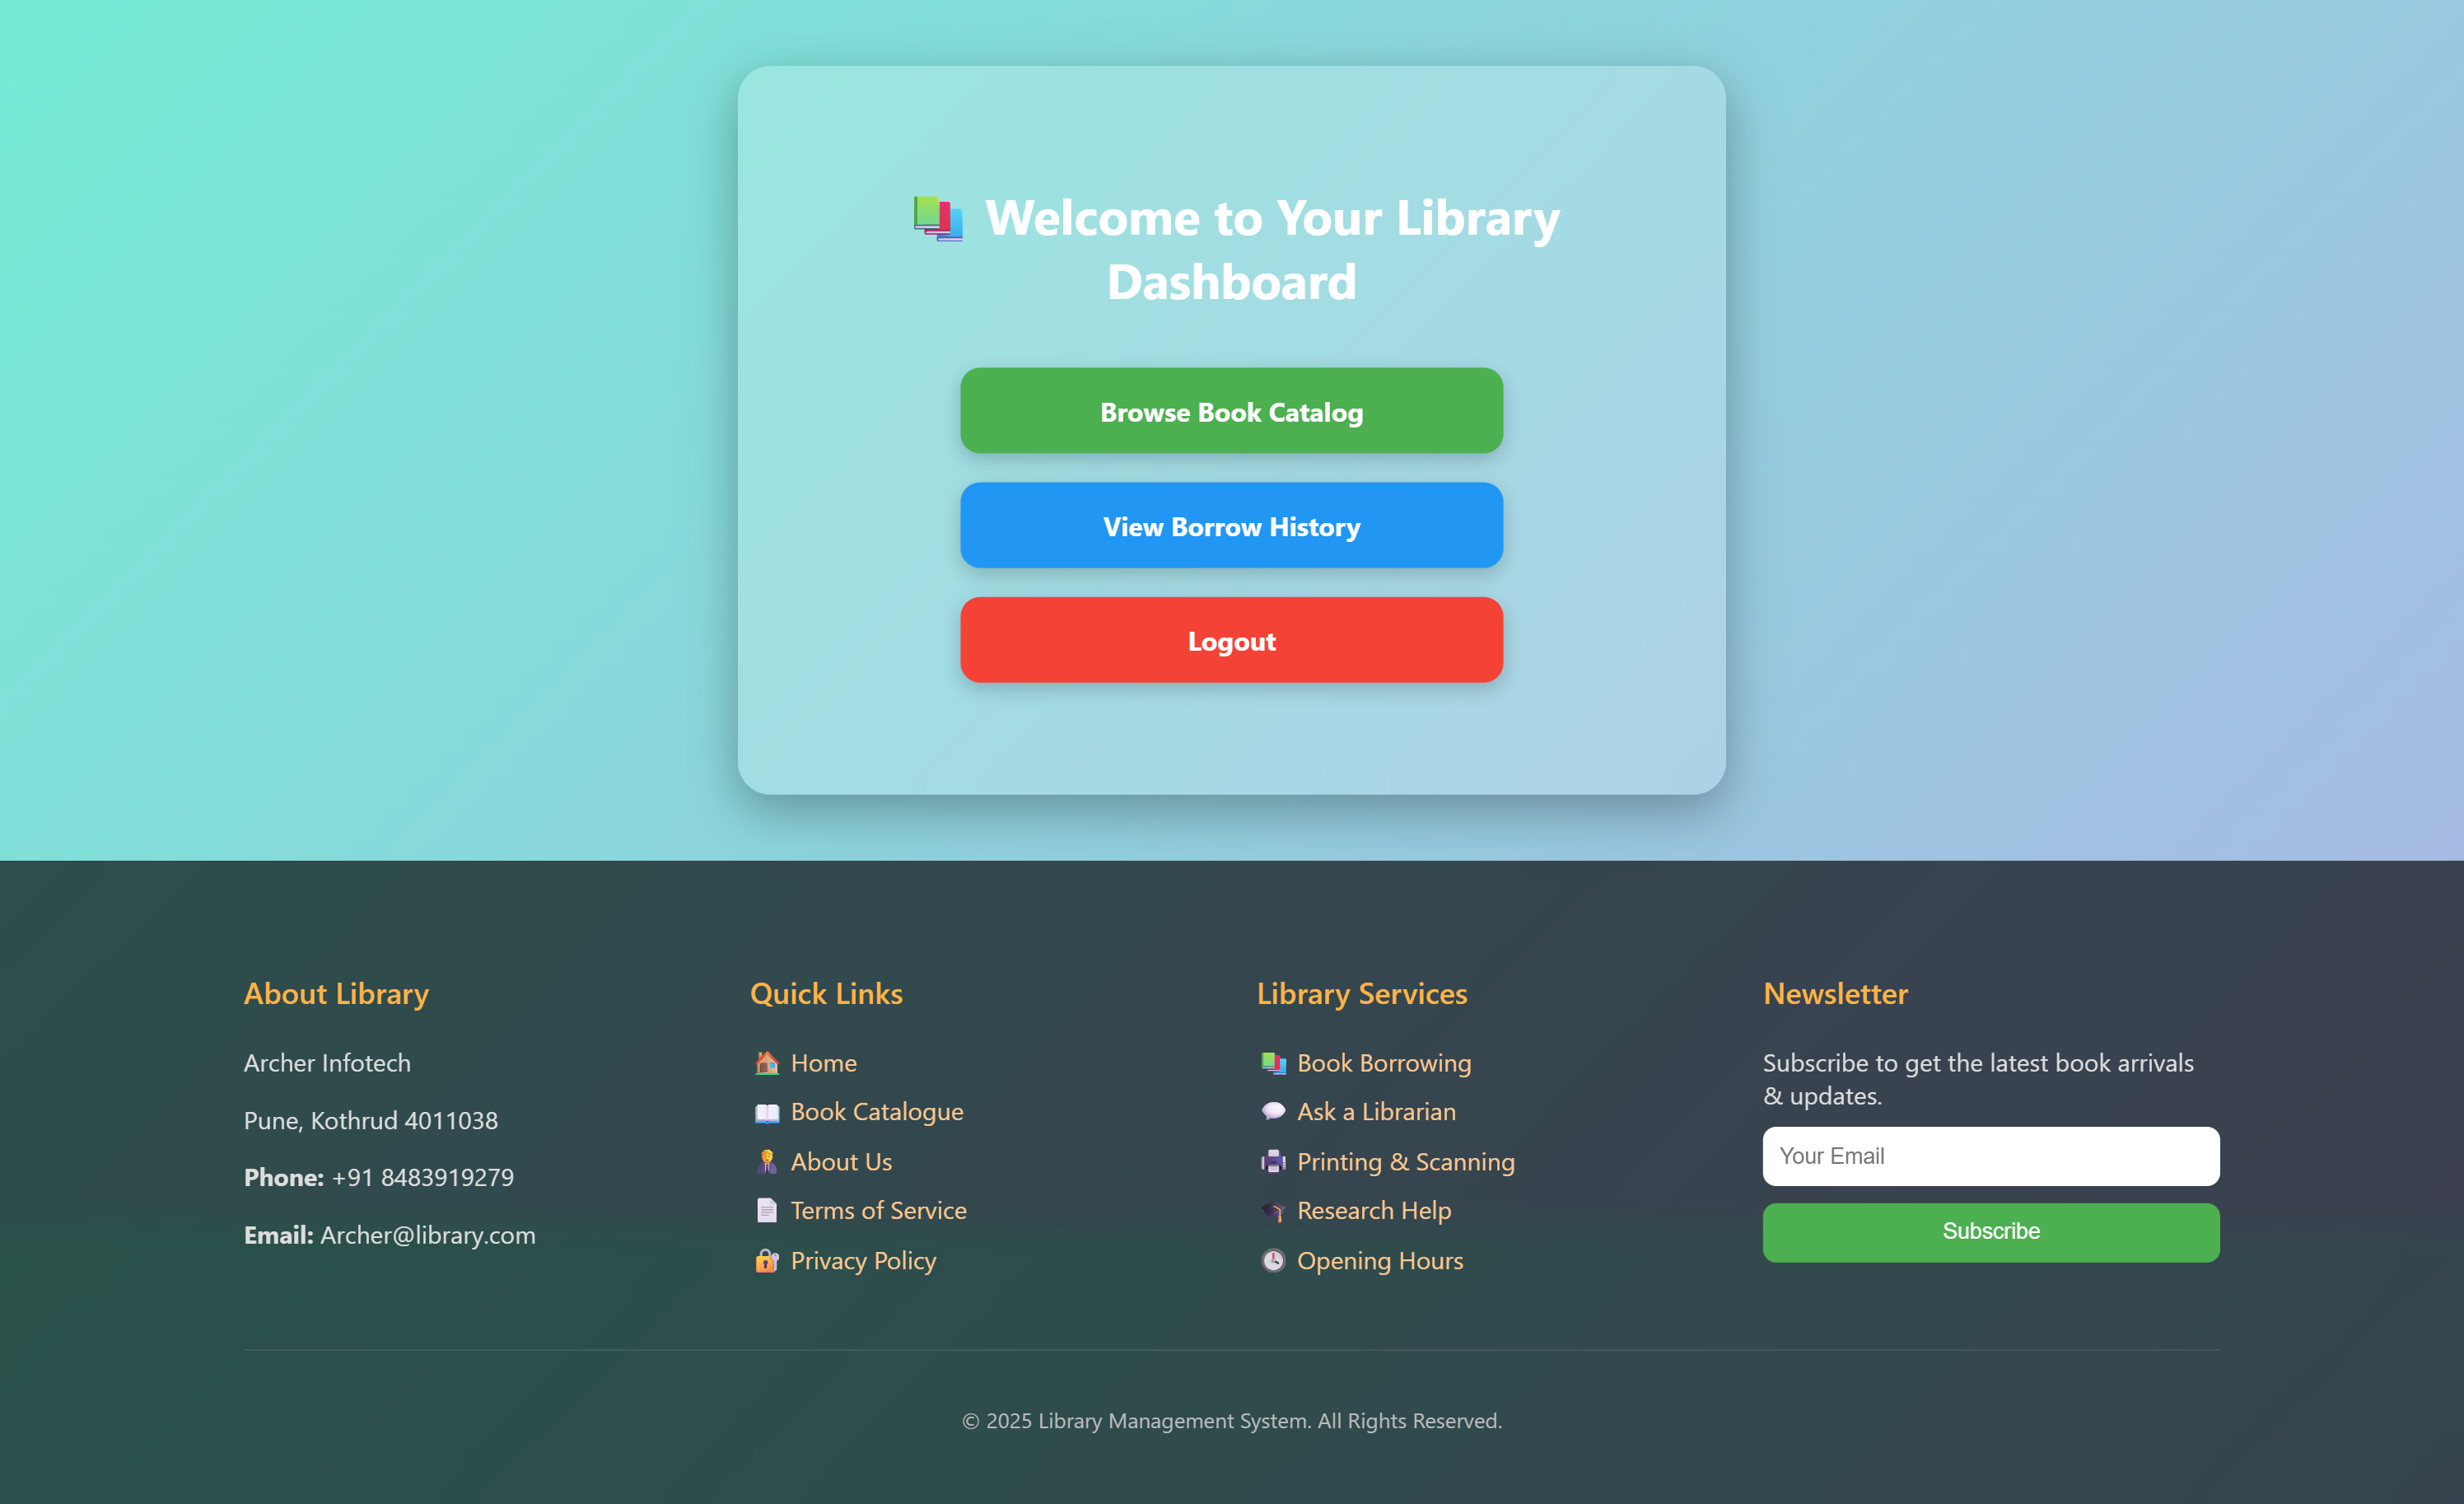 Welcome to Your Library
Dashboard
Browse Book Catalog
View Borrow History
Logout
About Library
Archer Infotech
Pune, Kothrud 4011038
Phone: +91 8483919279
Email: Archer@library.com
Quick Links
Home
Book Catalogue
About Us
Terms of Service
Privacy Policy
Library Services
Book Borrowing
Ask a Librarian
Printing & Scanning
Research Help
Opening Hours
Newsletter
Subscribe to get the latest book arrivals
& updates.
Your Email
Subscribe
© 2025 Library Management System. All Rights Reserved.